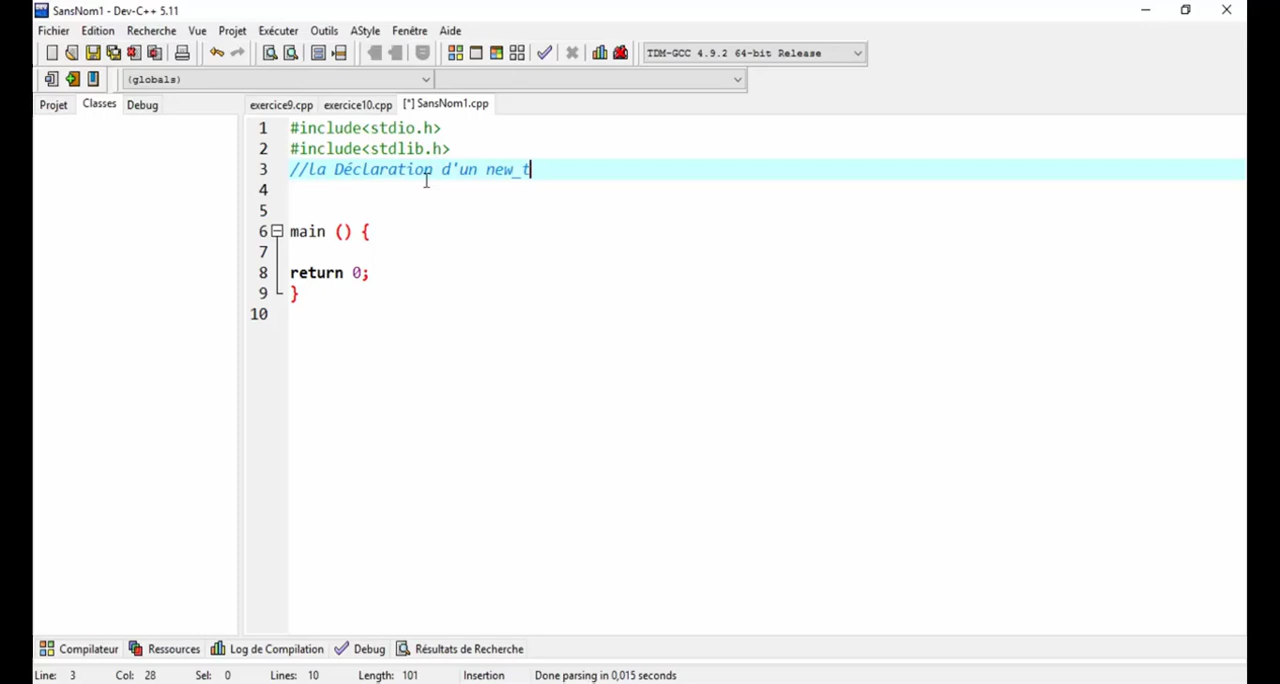 SansNom1 - Dev-C++ 5.11
Fichier Edition Recherche Vue Projet Exécuter Outils AStyle Fenêtre Aide
TDM-GCC 4.9.2 64-bit Release
(globals)
Projet Classes Debug
exercice9.cpp exercice10.cpp [*] SansNom1.cpp
1 #include<stdio.h>
2 #include<stdlib.h>
3 //la Déclaration d'un new_t
4
5
6 main () {
7
8 return 0;
9 }
10
Compilateur Ressources Log de Compilation Debug Résultats de Recherche
Line: 3 Col: 28 Sel: 0 Lines: 10 Length: 101 Insertion Done parsing in 0,015 seconds